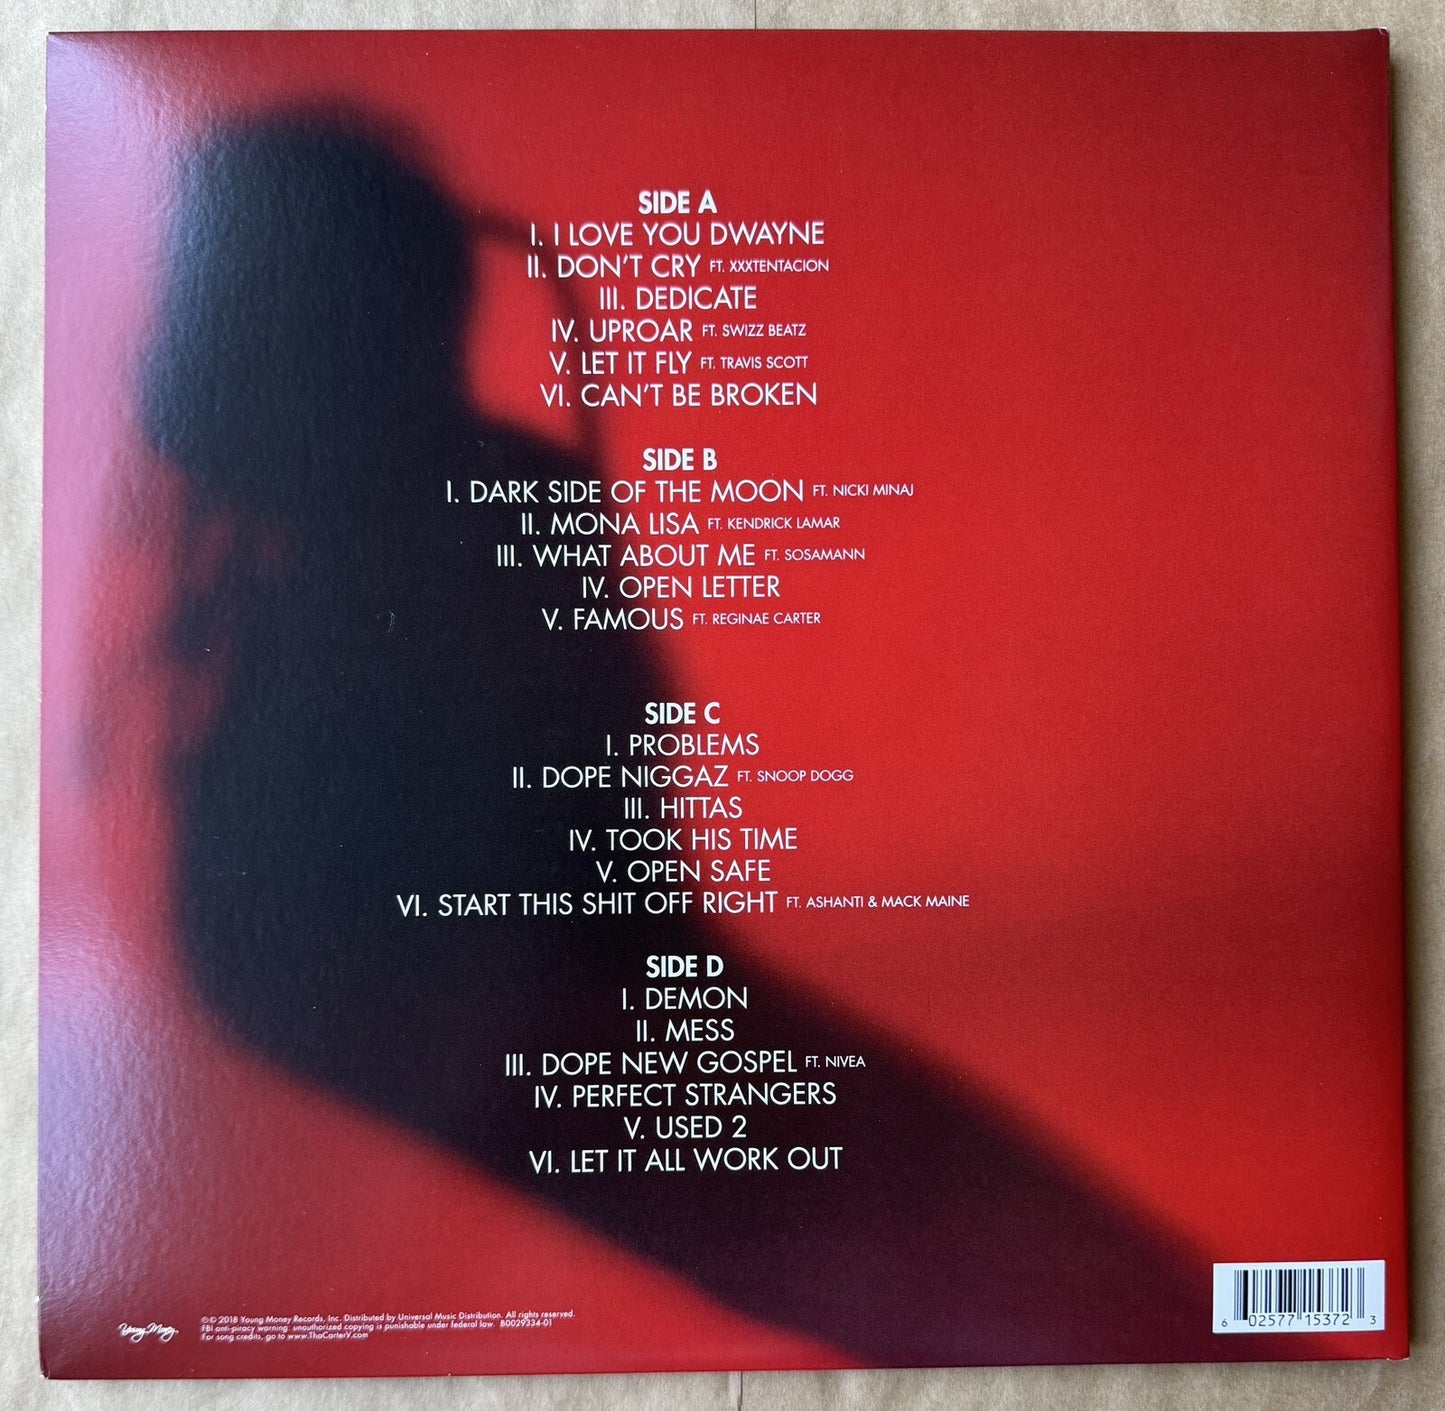 SIDE A
I. I LOVE YOU DWAYNE
II. DON'T CRY FT. XXXTENTACION
III. DEDICATE
IV. UPROAR FT. SWIZZ BEATZ
V. LET IT FLY FT. TRAVIS SCOTT
VI. CAN'T BE BROKEN
SIDE B
I. DARK SIDE OF THE MOON FT. NICKI MINAJ
II. MONA LISA FT. KENDRICK LAMAR
III. WHAT ABOUT ME FT. SOSAMANN
IV. OPEN LETTER
V. FAMOUS FT. REGINAE CARTER
SIDE C
I. PROBLEMS
II. DOPE NIGGAZ FT. SNOOP DOGG
III. HITTAS
IV. TOOK HIS TIME
V. OPEN SAFE
VI. START THIS SHIT OFF RIGHT FT. ASHANTI & MACK MAINE
SIDE D
I. DEMON
II. MESS
III. DOPE NEW GOSPEL FT. NIVEA
IV. PERFECT STRANGERS
V. USED 2
VI. LET IT ALL WORK OUT
Young Money
℗© 2018 Young Money Records, Inc. Distributed by Universal Music Distribution. All rights reserved.
FBI anti-piracy warning: unauthorized copying is punishable under federal law. B0029334-01
For song credits, go to www.ThaCarterV.com
6 02577 15372 3